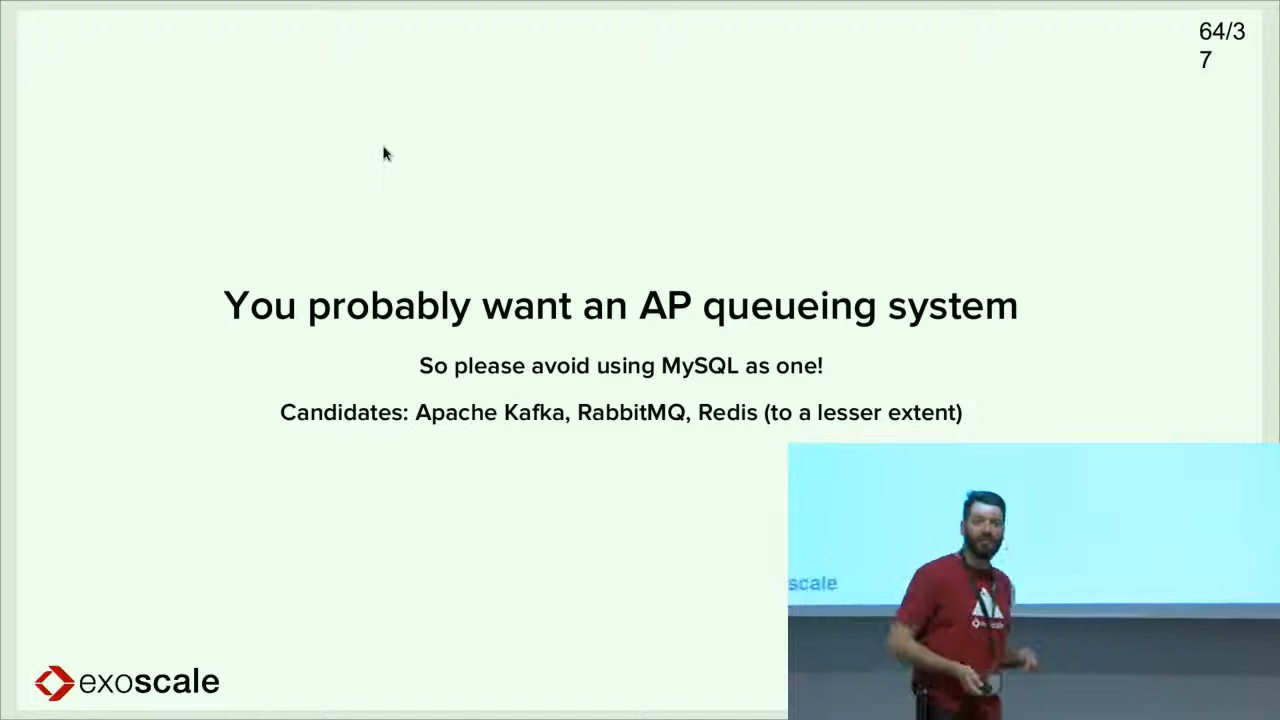 64/3
7
You probably want an AP queueing system
So please avoid using MySQL as one!
Candidates: Apache Kafka, RabbitMQ, Redis (to a lesser extent)
scale
exoscale
exoscale